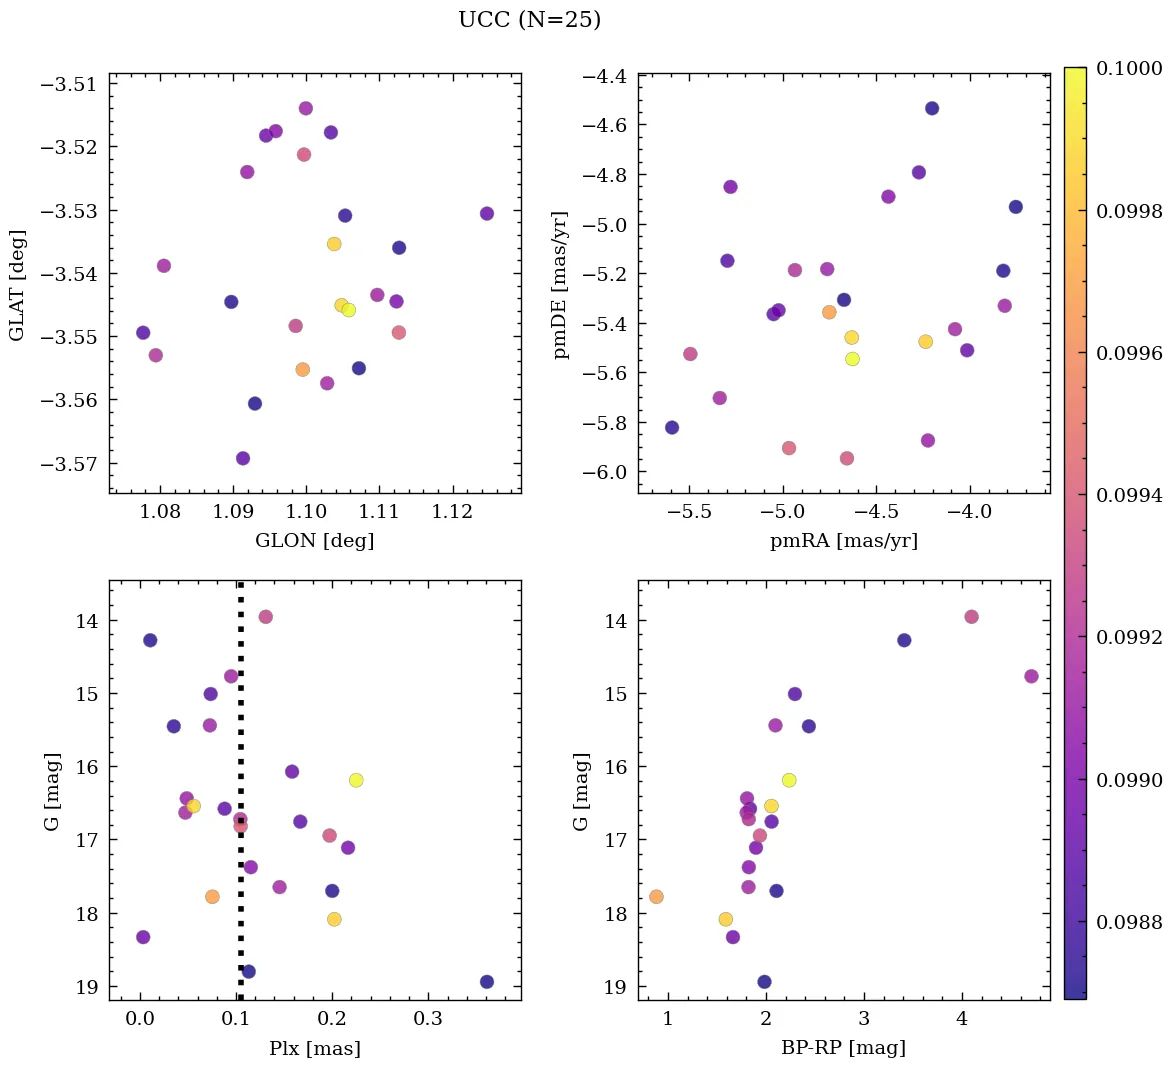 UCC (N=25)
−3.51
−3.52
−3.53
−3.54
−3.55
−3.56
−3.57
GLAT [deg]
1.08 1.09 1.10 1.11 1.12
GLON [deg]
−4.4
−4.6
−4.8
−5.0
−5.2
−5.4
−5.6
−5.8
−6.0
pmDE [mas/yr]
−5.5 −5.0 −4.5 −4.0
pmRA [mas/yr]
14
15
16
17
18
19
G [mag]
0.0 0.1 0.2 0.3
Plx [mas]
14
15
16
17
18
19
G [mag]
1 2 3 4
BP-RP [mag]
0.1000
0.0998
0.0996
0.0994
0.0992
0.0990
0.0988